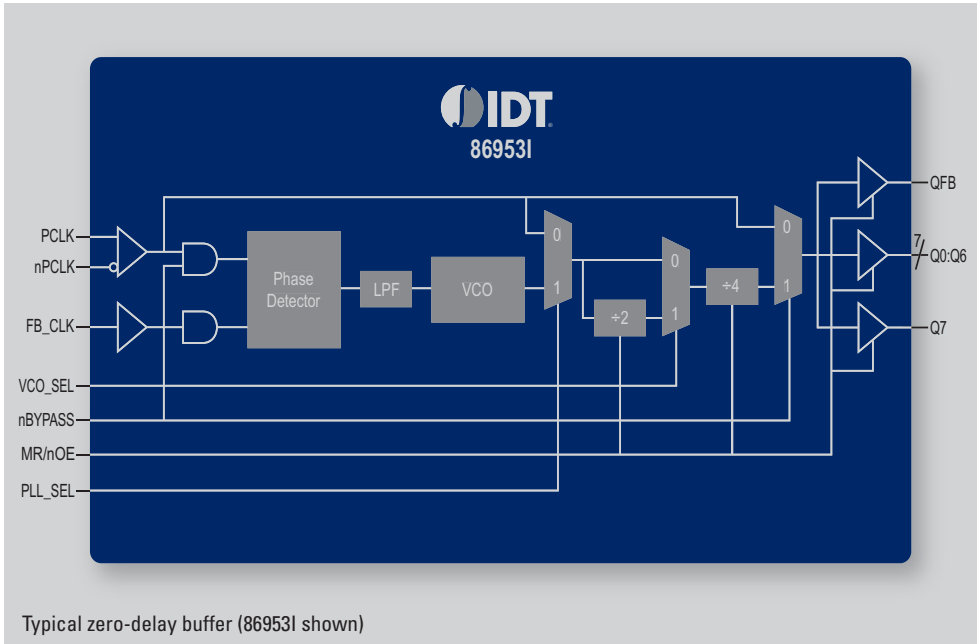 IDT.
86953I
PCLK
nPCLK
FB_CLK
VCO_SEL
nBYPASS
MR/nOE
PLL_SEL
Phase
Detector
LPF
VCO
0
1
÷2
0
1
÷4
0
1
QFB
7
Q0:Q6
Q7
Typical zero-delay buffer (86953I shown)